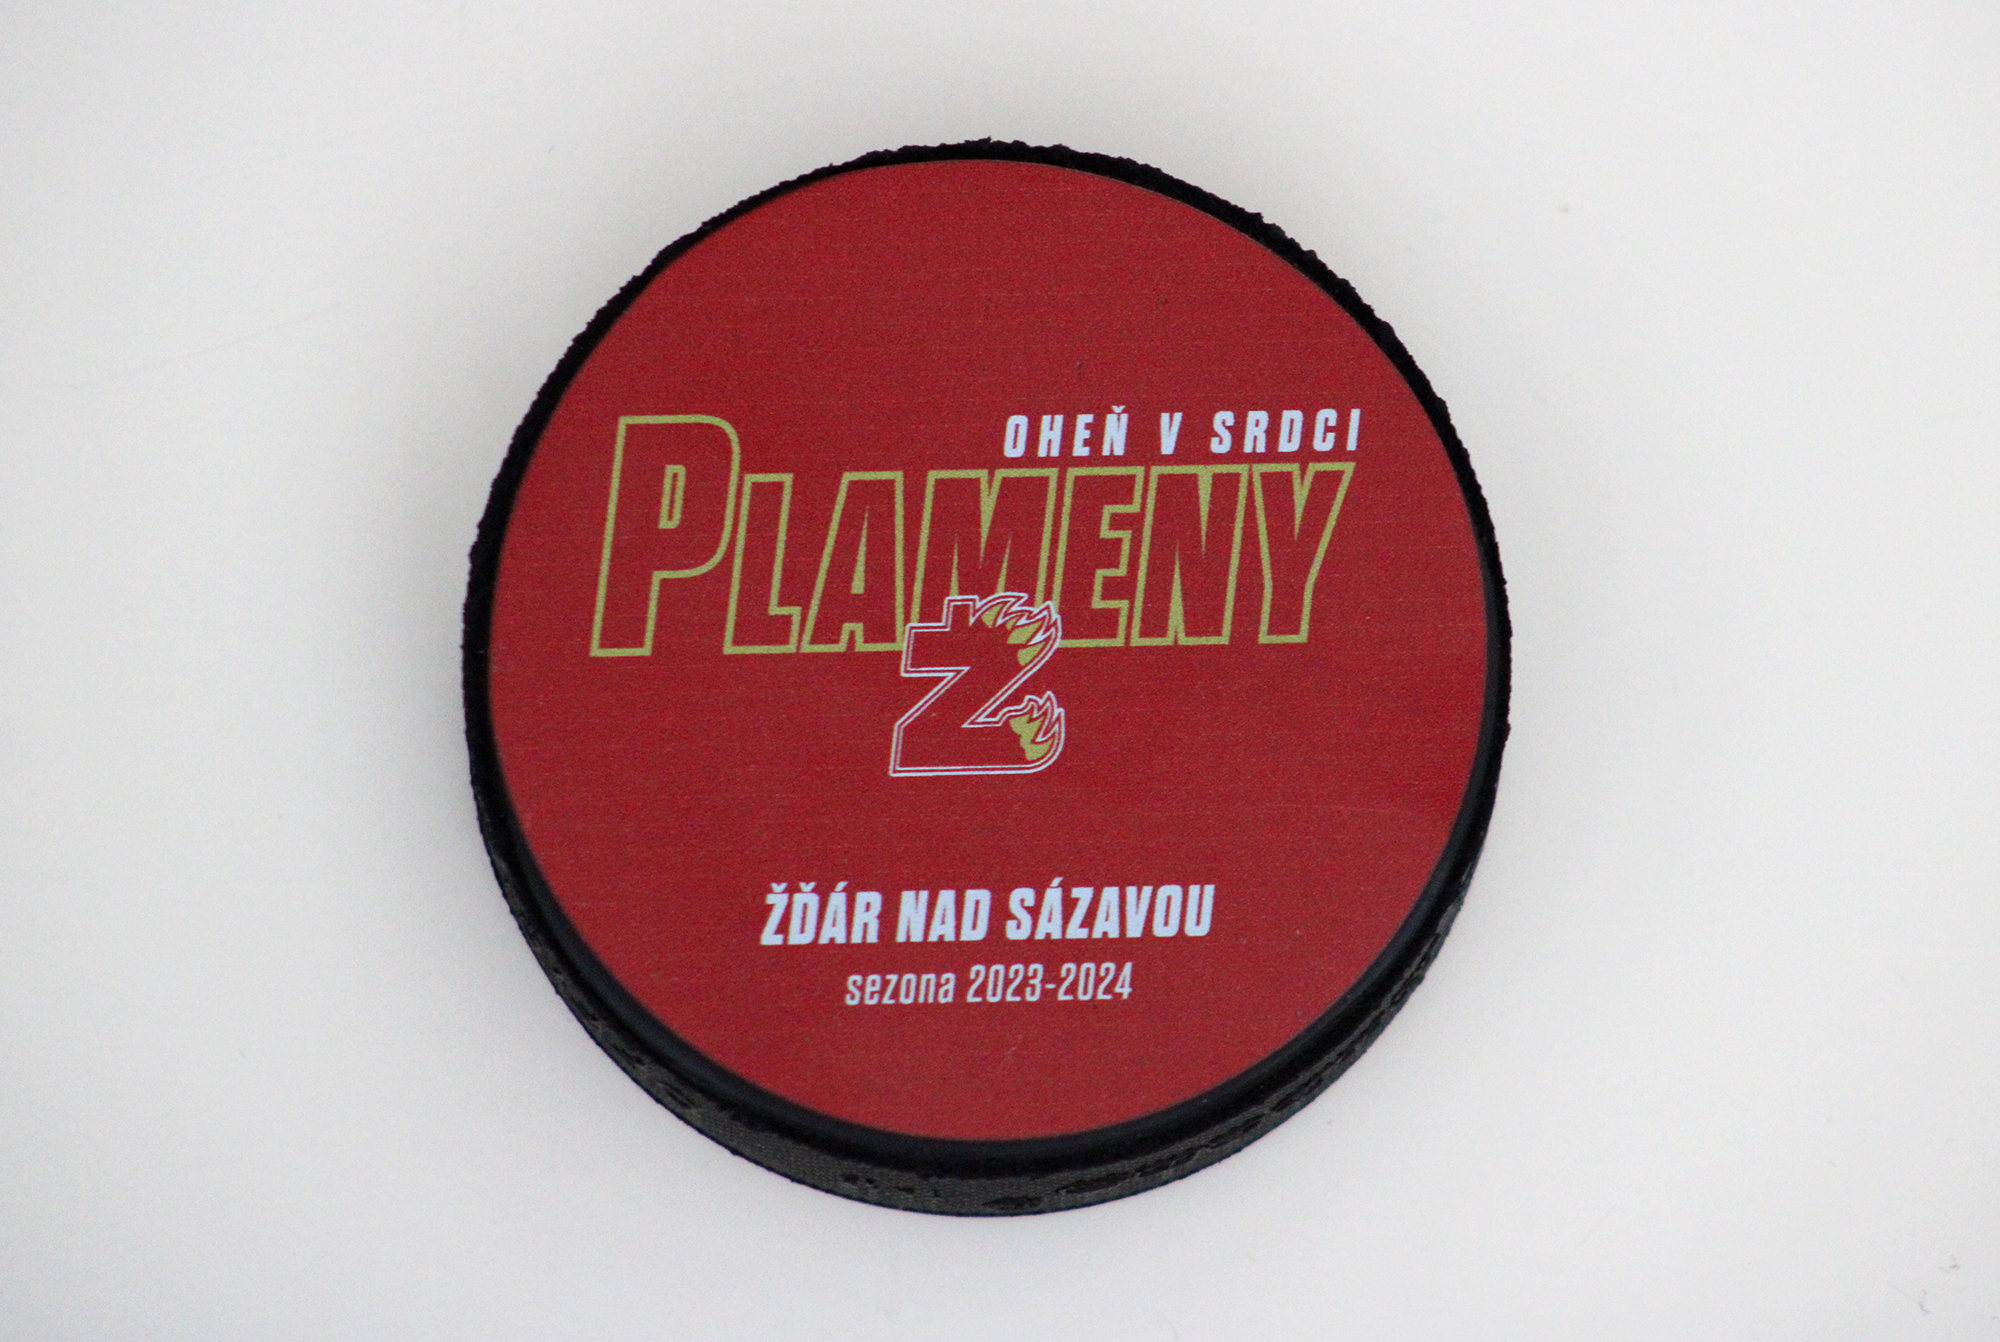 OHEŇ V SRDCI
PLAMENY
Z
ŽĎÁR NAD SÁZAVOU
sezona 2023-2024